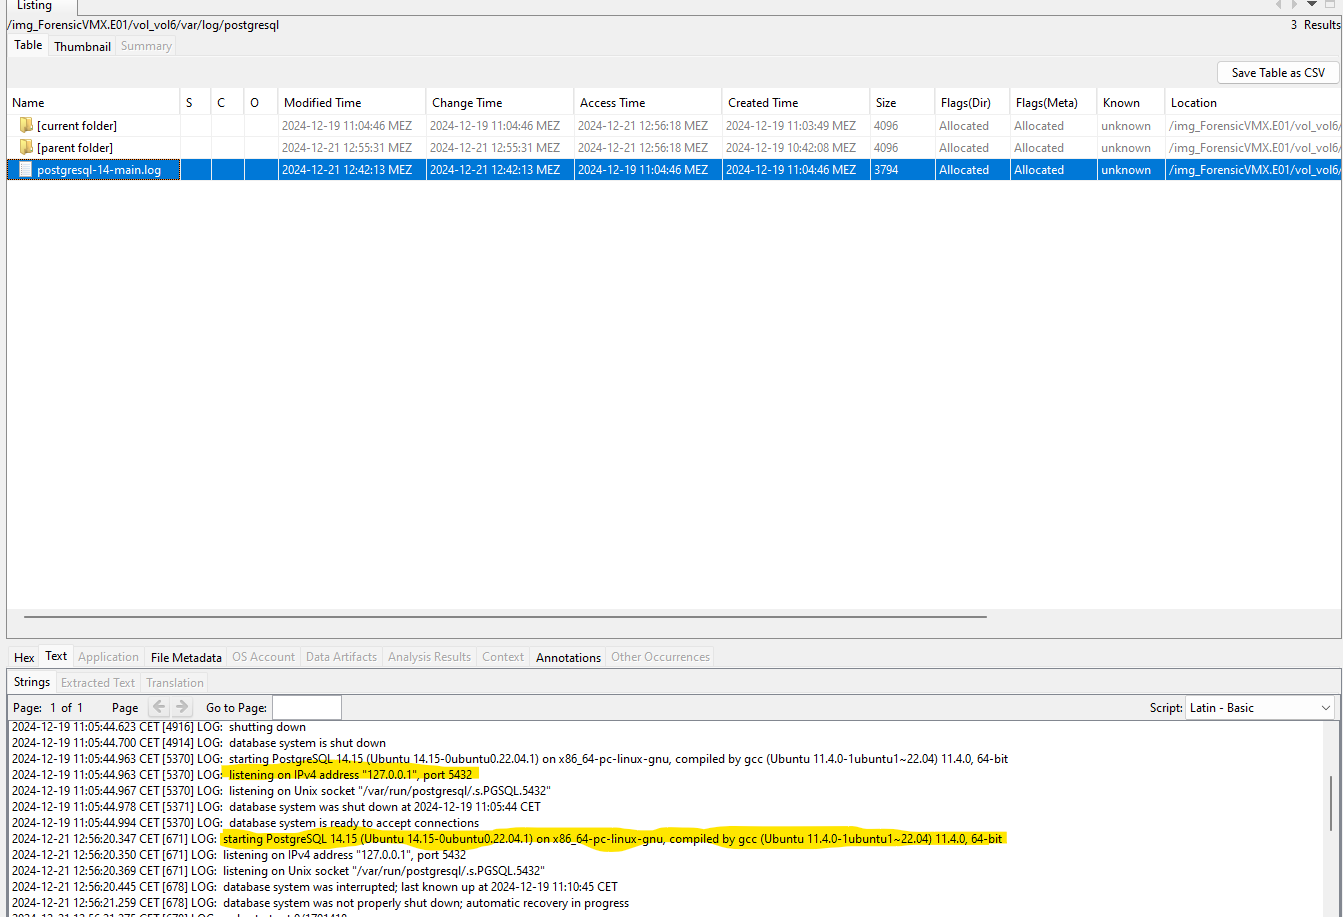 Listing
/img_ForensicVMX.E01/vol_vol6/var/log/postgresql
3 Results
Table Thumbnail Summary
Save Table as CSV
Name S C O Modified Time Change Time Access Time Created Time Size Flags(Dir) Flags(Meta) Known Location
[current folder] 2024-12-19 11:04:46 MEZ 2024-12-19 11:04:46 MEZ 2024-12-21 12:56:18 MEZ 2024-12-19 11:03:49 MEZ 4096 Allocated Allocated unknown /img_ForensicVMX.E01/vol_vol6/
[parent folder] 2024-12-21 12:55:31 MEZ 2024-12-21 12:55:31 MEZ 2024-12-21 12:56:18 MEZ 2024-12-19 10:42:08 MEZ 4096 Allocated Allocated unknown /img_ForensicVMX.E01/vol_vol6/
postgresql-14-main.log 2024-12-21 12:42:13 MEZ 2024-12-21 12:42:13 MEZ 2024-12-19 11:04:46 MEZ 2024-12-19 11:04:46 MEZ 3794 Allocated Allocated unknown /img_ForensicVMX.E01/vol_vol6/
Hex Text Application File Metadata OS Account Data Artifacts Analysis Results Context Annotations Other Occurrences
Strings Extracted Text Translation
Page: 1 of 1 Page Go to Page: Script: Latin - Basic
2024-12-19 11:05:44.623 CET [4916] LOG: shutting down
2024-12-19 11:05:44.700 CET [4914] LOG: database system is shut down
2024-12-19 11:05:44.963 CET [5370] LOG: starting PostgreSQL 14.15 (Ubuntu 14.15-0ubuntu0.22.04.1) on x86_64-pc-linux-gnu, compiled by gcc (Ubuntu 11.4.0-1ubuntu1~22.04) 11.4.0, 64-bit
2024-12-19 11:05:44.963 CET [5370] LOG: listening on IPv4 address "127.0.0.1", port 5432
2024-12-19 11:05:44.967 CET [5370] LOG: listening on Unix socket "/var/run/postgresql/.s.PGSQL.5432"
2024-12-19 11:05:44.978 CET [5371] LOG: database system was shut down at 2024-12-19 11:05:44 CET
2024-12-19 11:05:44.994 CET [5370] LOG: database system is ready to accept connections
2024-12-21 12:56:20.347 CET [671] LOG: starting PostgreSQL 14.15 (Ubuntu 14.15-0ubuntu0.22.04.1) on x86_64-pc-linux-gnu, compiled by gcc (Ubuntu 11.4.0-1ubuntu1~22.04) 11.4.0, 64-bit
2024-12-21 12:56:20.350 CET [671] LOG: listening on IPv4 address "127.0.0.1", port 5432
2024-12-21 12:56:20.369 CET [671] LOG: listening on Unix socket "/var/run/postgresql/.s.PGSQL.5432"
2024-12-21 12:56:20.445 CET [678] LOG: database system was interrupted; last known up at 2024-12-19 11:10:45 CET
2024-12-21 12:56:21.259 CET [678] LOG: database system was not properly shut down; automatic recovery in progress